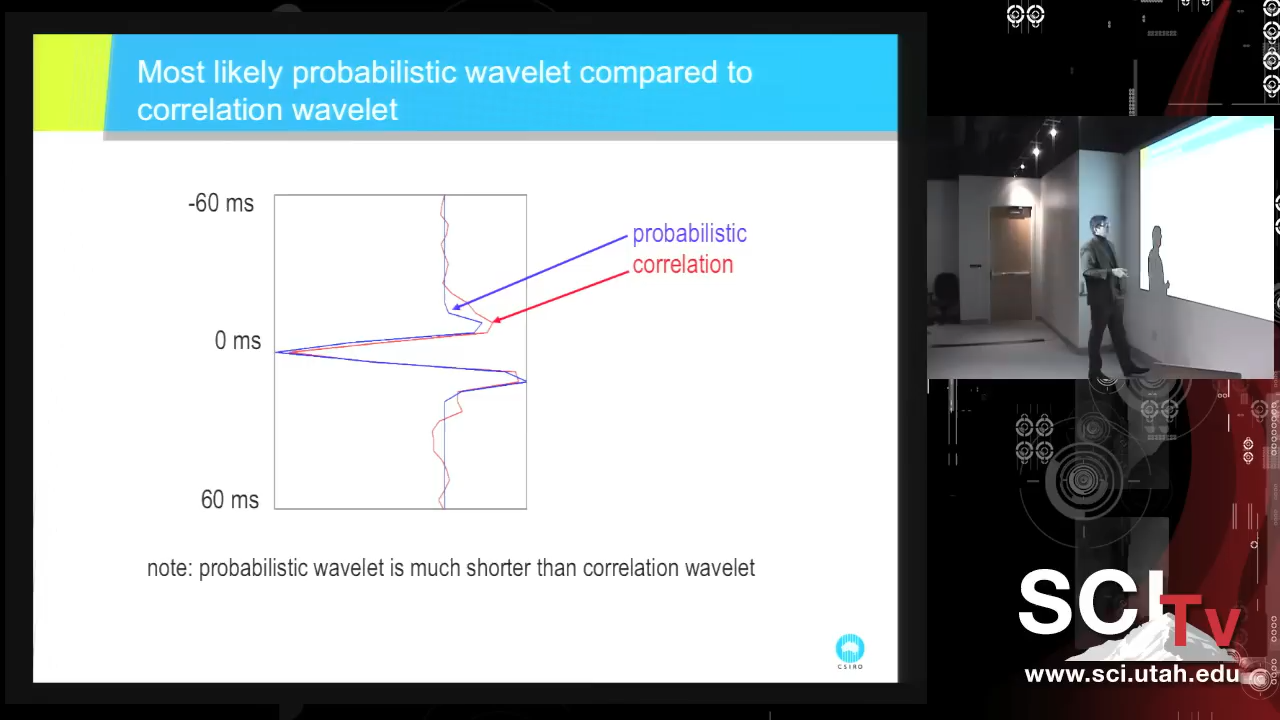 Most likely probabilistic wavelet compared to
correlation wavelet
-60 ms
probabilistic
correlation
0 ms
60 ms
note: probabilistic wavelet is much shorter than correlation wavelet
CSIRO
SCI
Tv
www.sci.utah.edu